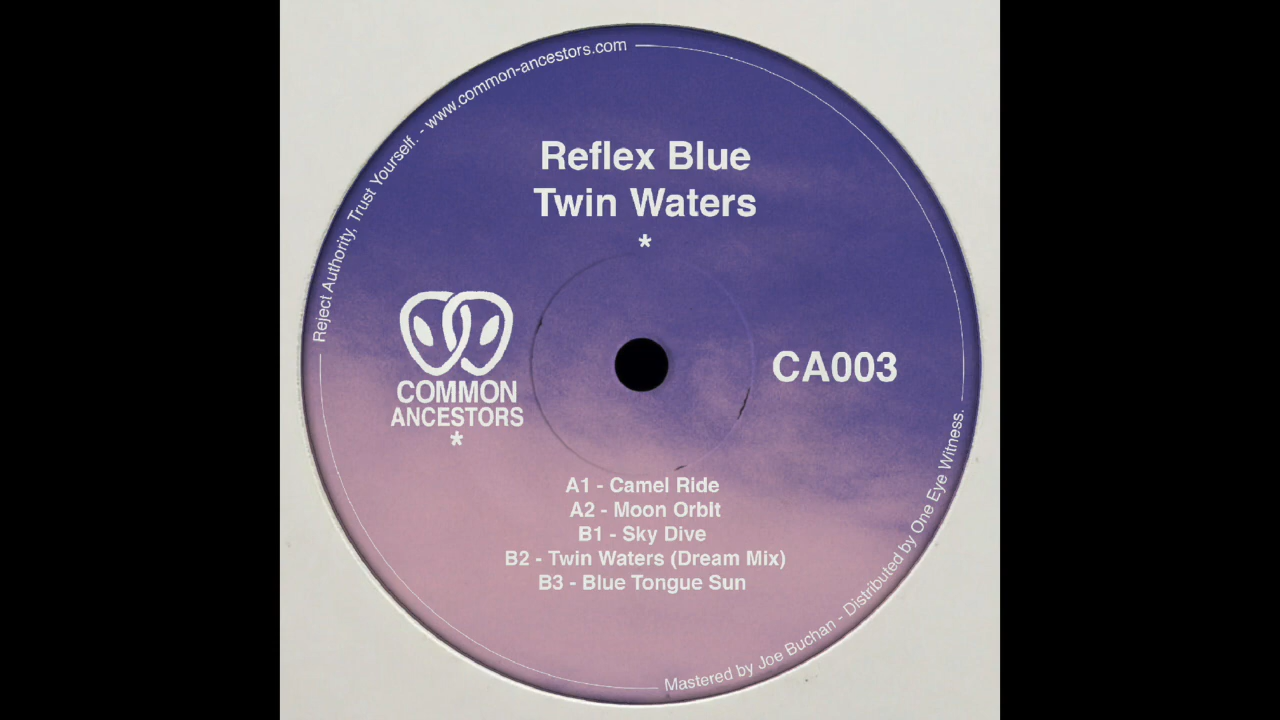 Reject Authority, Trust Yourself. - www.common-ancestors.com
Reflex Blue
Twin Waters
*
COMMON
ANCESTORS
*
CA003
A1 - Camel Ride
A2 - Moon Orbit
B1 - Sky Dive
B2 - Twin Waters (Dream Mix)
B3 - Blue Tongue Sun
Mastered by Joe Buchan - Distributed by One Eye Witness.